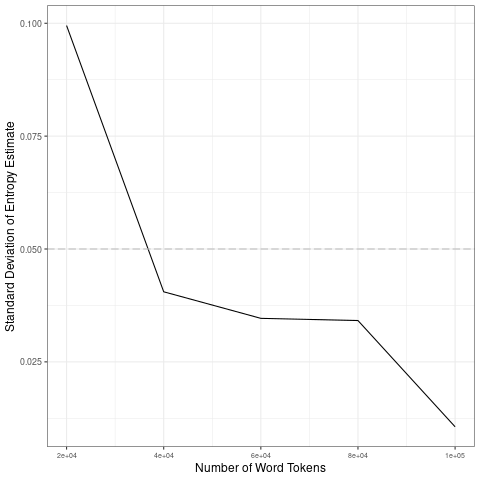 0.100
0.075
0.050
0.025
Standard Deviation of Entropy Estimate
2e+04 4e+04 6e+04 8e+04 1e+05
Number of Word Tokens